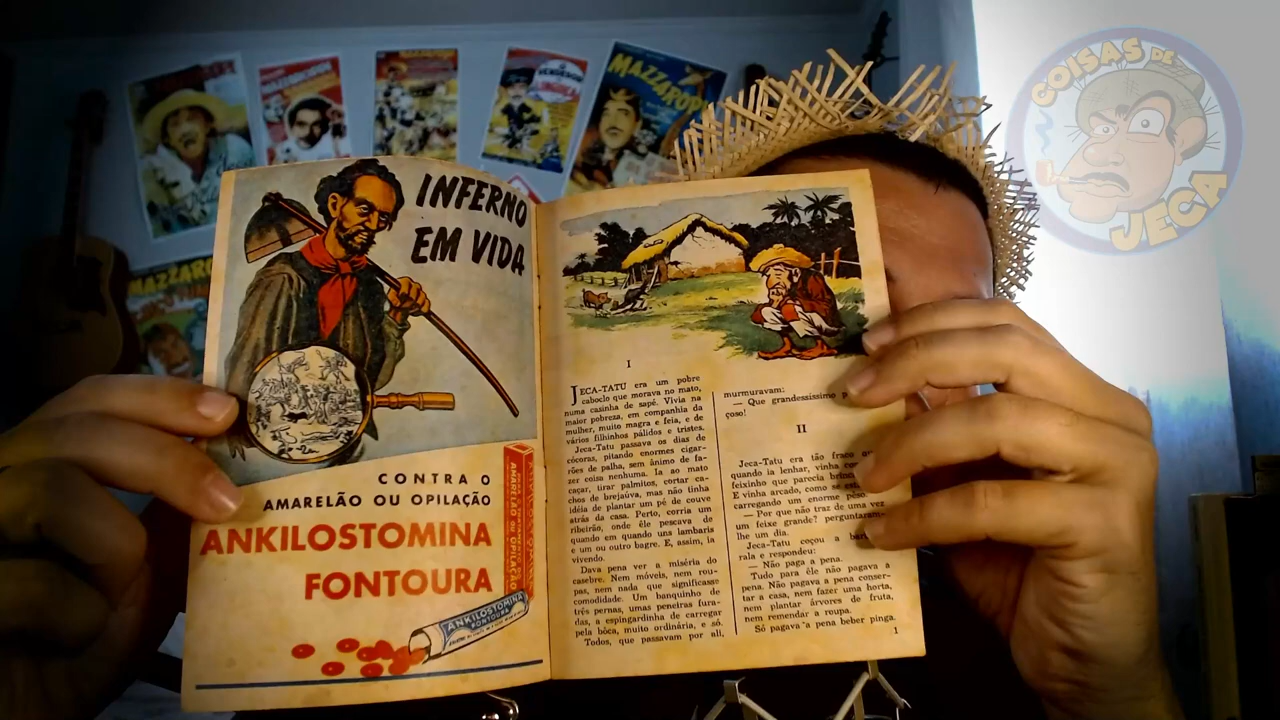 COISAS DE
JECA
MAZZAROPI
MAZZAROPI
INFERNO
EM VIDA
CONTRA O
AMARELÃO OU OPILAÇÃO
ANKILOSTOMINA
FONTOURA
AMARELÃO OU OPILAÇÃO
ANKILOSTOMINA
FONTOURA
I
JECA-TATU era um pobre
caboclo que morava no mato,
numa casinha de sapé. Vivia na
maior pobreza, em companhia da
mulher, muito magra e feia, e de
vários filhinhos pálidos e tristes.
Jeca-Tatu passava os dias de
cócoras, pitando enormes cigar-
rões de palha, sem ânimo de fa-
zer coisa nenhuma. Ia ao mato
caçar, tirar palmitos, cortar ca-
chos de brejaúva, mas não tinha
idéia de plantar um pé de couve
atrás da casa. Perto, corria um
ribeirão, onde êle pescava de
quando em quando uns lambaris
e um ou outro bagre. E, assim, ia
vivendo.
Dava pena ver a miséria do
casebre. Nem móveis, nem rou-
pas, nem nada que significasse
comodidade. Um banquinho de
três pernas, umas peneiras fura-
das, a espingardinha de carregar
pela bôca, muito ordinária, e só.
Todos, que passavam por ali,
murmuravam:
— Que grandessíssimo p
çoso!
II
Jeca-Tatu era tão fraco
quando ia lenhar, vinha
feixinho que parecia
E vinha arcado, como se
carregando um enorme pêso.
— Por que não traz de uma vez
um feixe grande? perguntaram-
lhe um dia.
Jeca-Tatu coçou a
rala e respondeu:
— Não paga a pena.
Tudo para êle não pagava a
pena. Não pagava a pena conser-
tar a casa, nem fazer uma horta,
nem plantar árvores de fruta,
nem remendar a roupa.
Só pagava a pena beber pinga.
1